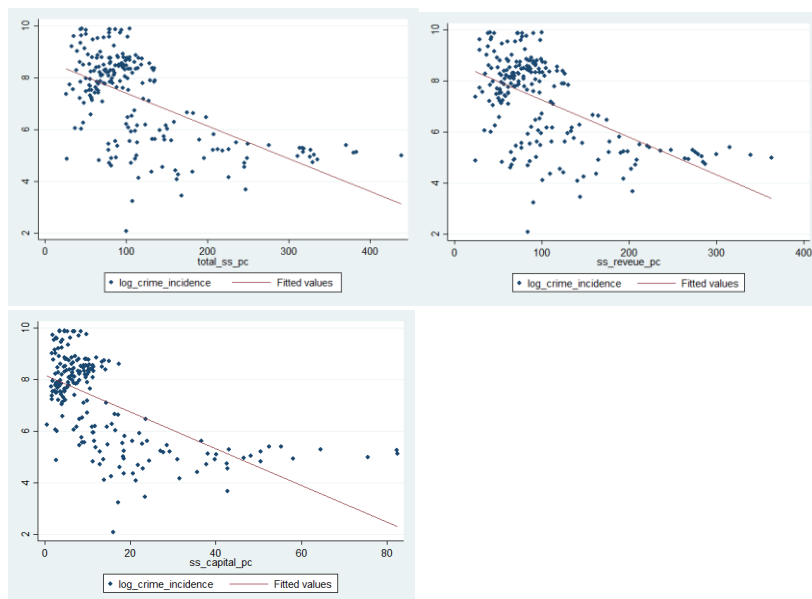 10
8
6
4
2
0 100 200 300 400
total_ss_pc
log_crime_incidence Fitted values
10
8
6
4
2
0 100 200 300 400
ss_reveue_pc
log_crime_incidence Fitted values
10
8
6
4
2
0 20 40 60 80
ss_capital_pc
log_crime_incidence Fitted values